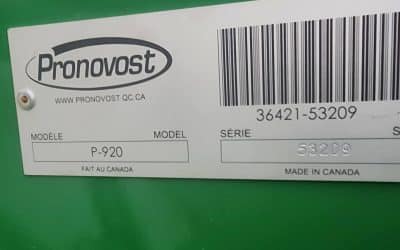 Pronovost
WWW.PRONOVOST-QC.CA
36421-53209
MODÈLE MODEL SÉRIE S
P-920 53209
FAIT AU CANADA MADE IN CANADA